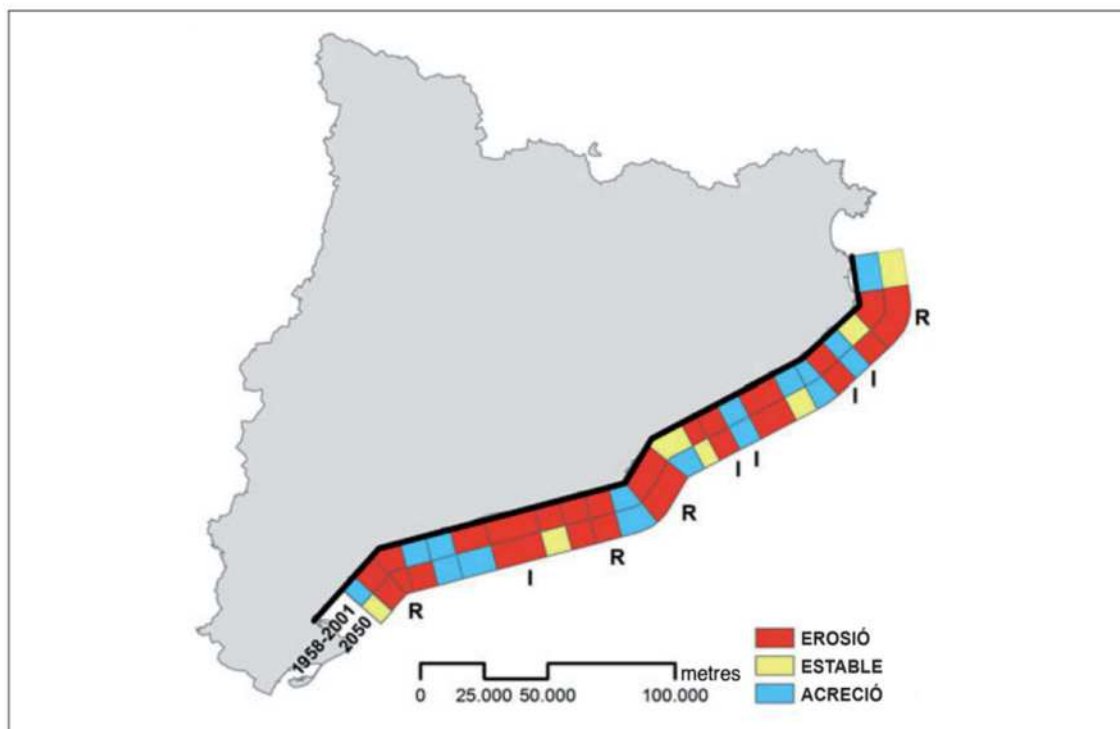 R
I
I
I
I
R
R
I
R
1958-2001
2050
EROSIÓ
ESTABLE
ACRECIÓ
metres
0 25.000 50.000 100.000